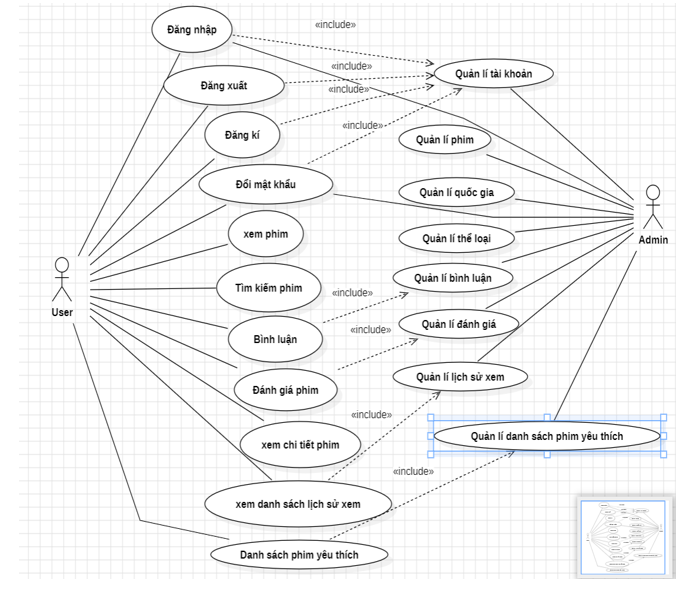 Đăng nhập
«include»
Đăng xuất
«include»
Quản lí tài khoản
«include»
Đăng kí
«include»
Quản lí phim
Đổi mật khẩu
Quản lí quốc gia
xem phim
Quản lí thể loại
Admin
Tìm kiếm phim
Quản lí bình luận
User
«include»
Bình luận
Quản lí đánh giá
«include»
Đánh giá phim
Quản lí lịch sử xem
«include»
xem chi tiết phim
Quản lí danh sách phim yêu thích
«include»
xem danh sách lịch sử xem
Danh sách phim yêu thích